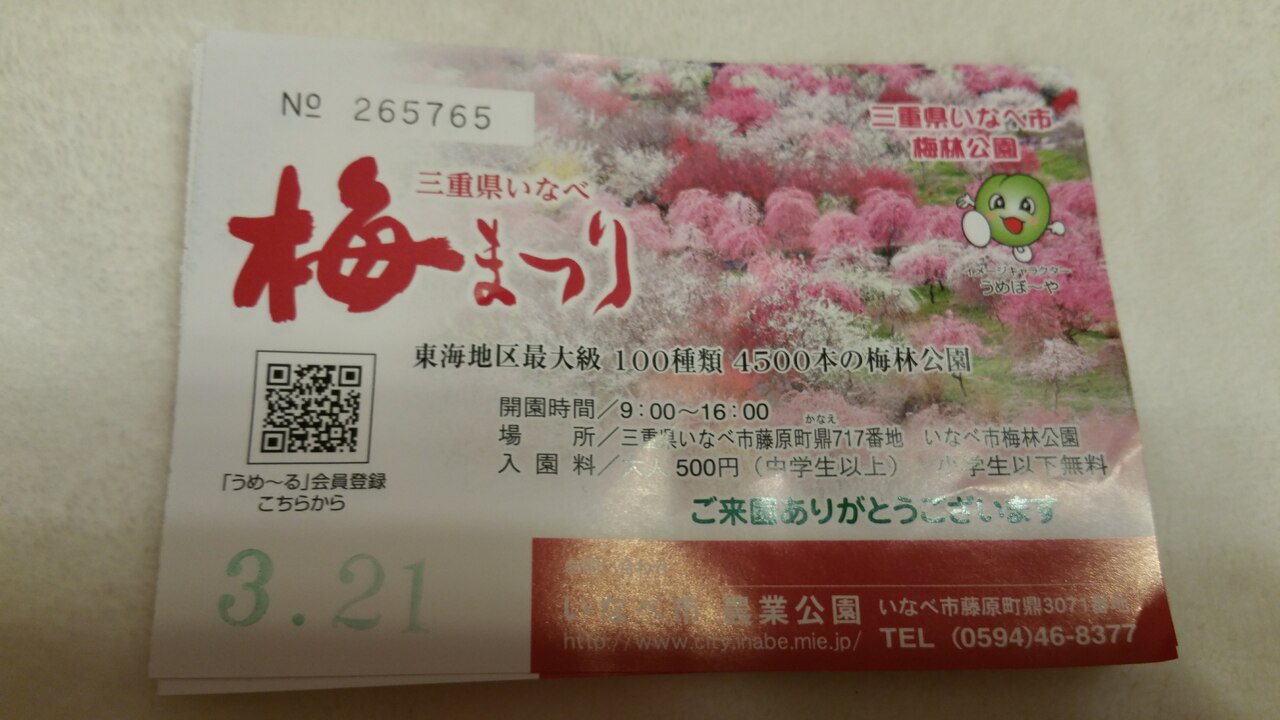 № 265765
三重県いなべ市
梅林公園
三重県いなべ
梅まつり
イメージキャラクター
うめぼ〜や
東海地区最大級 100種類 4500本の梅林公園
開園時間／9：00〜16：00
かなえ
場　所／三重県いなべ市藤原町鼎717番地　いなべ市梅林公園
入園料／大人 500円（中学生以上）　小学生以下無料
「うめ〜る」会員登録
こちらから
ご来園ありがとうございます
3.21
いなべ市 農業公園　いなべ市藤原町鼎3071番地
http://www.city.inabe.mie.jp/　TEL（0594)46-8377